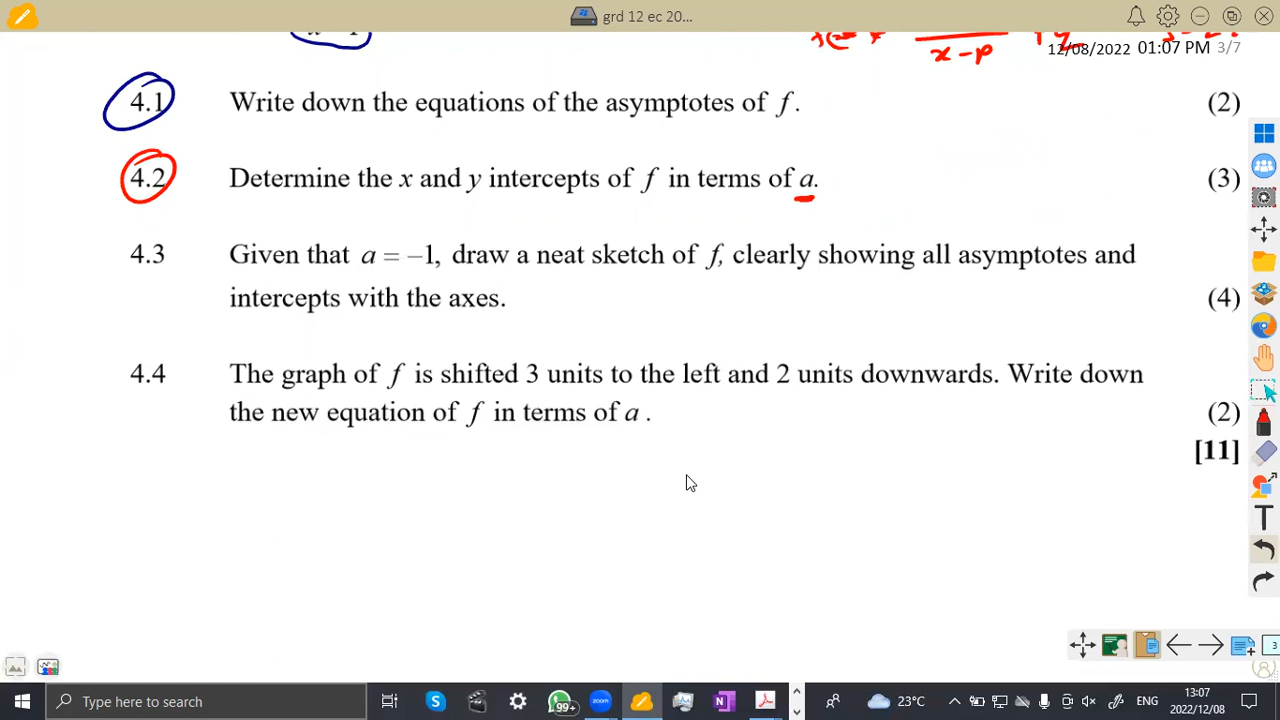 grd 12 ec 20...
12/08/2022 01:07 PM 3/7
x-p
4.1 Write down the equations of the asymptotes of f. (2)
4.2 Determine the x and y intercepts of f in terms of a. (3)
4.3 Given that a = –1, draw a neat sketch of f, clearly showing all asymptotes and
intercepts with the axes. (4)
4.4 The graph of f is shifted 3 units to the left and 2 units downwards. Write down
the new equation of f in terms of a . (2)
[11]
T
3
Type here to search
99+
zoom
23°C
ENG
13:07
2022/12/08